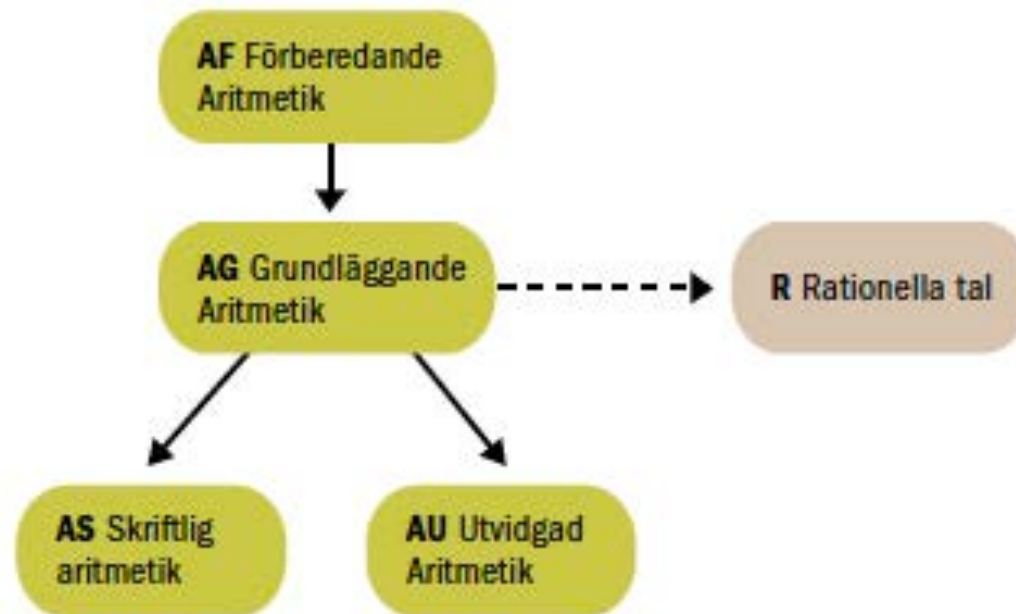 AF Förberedande
Aritmetik
AG Grundläggande
Aritmetik
R Rationella tal
AS Skriftlig
aritmetik
AU Utvidgad
Aritmetik